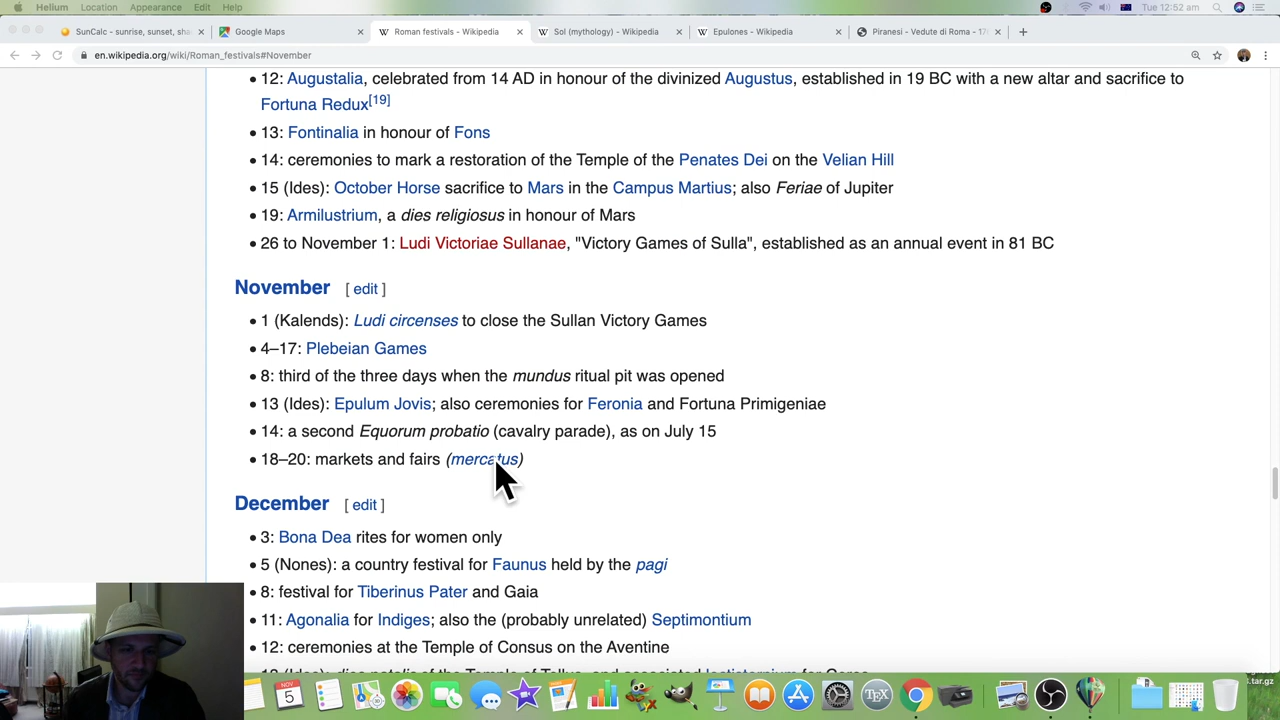 Helium Location Appearance Edit Help Tue 12:52 am
SunCalc - sunrise, sunset, sha Google Maps Roman festivals - Wikipedia Sol (mythology) - Wikipedia Epulones - Wikipedia Piranesi - Vedute di Roma - 17
en.wikipedia.org/wiki/Roman_festivals#November
• 12: Augustalia, celebrated from 14 AD in honour of the divinized Augustus, established in 19 BC with a new altar and sacrifice to
Fortuna Redux[19]
• 13: Fontinalia in honour of Fons
• 14: ceremonies to mark a restoration of the Temple of the Penates Dei on the Velian Hill
• 15 (Ides): October Horse sacrifice to Mars in the Campus Martius; also Feriae of Jupiter
• 19: Armilustrium, a dies religiosus in honour of Mars
• 26 to November 1: Ludi Victoriae Sullanae, "Victory Games of Sulla", established as an annual event in 81 BC
November [ edit ]
• 1 (Kalends): Ludi circenses to close the Sullan Victory Games
• 4–17: Plebeian Games
• 8: third of the three days when the mundus ritual pit was opened
• 13 (Ides): Epulum Jovis; also ceremonies for Feronia and Fortuna Primigeniae
• 14: a second Equorum probatio (cavalry parade), as on July 15
• 18–20: markets and fairs (mercatus)
December [ edit ]
• 3: Bona Dea rites for women only
• 5 (Nones): a country festival for Faunus held by the pagi
• 8: festival for Tiberinus Pater and Gaia
• 11: Agonalia for Indiges; also the (probably unrelated) Septimontium
• 12: ceremonies at the Temple of Consus on the Aventine
NOV
5
TEX
.tar.gz